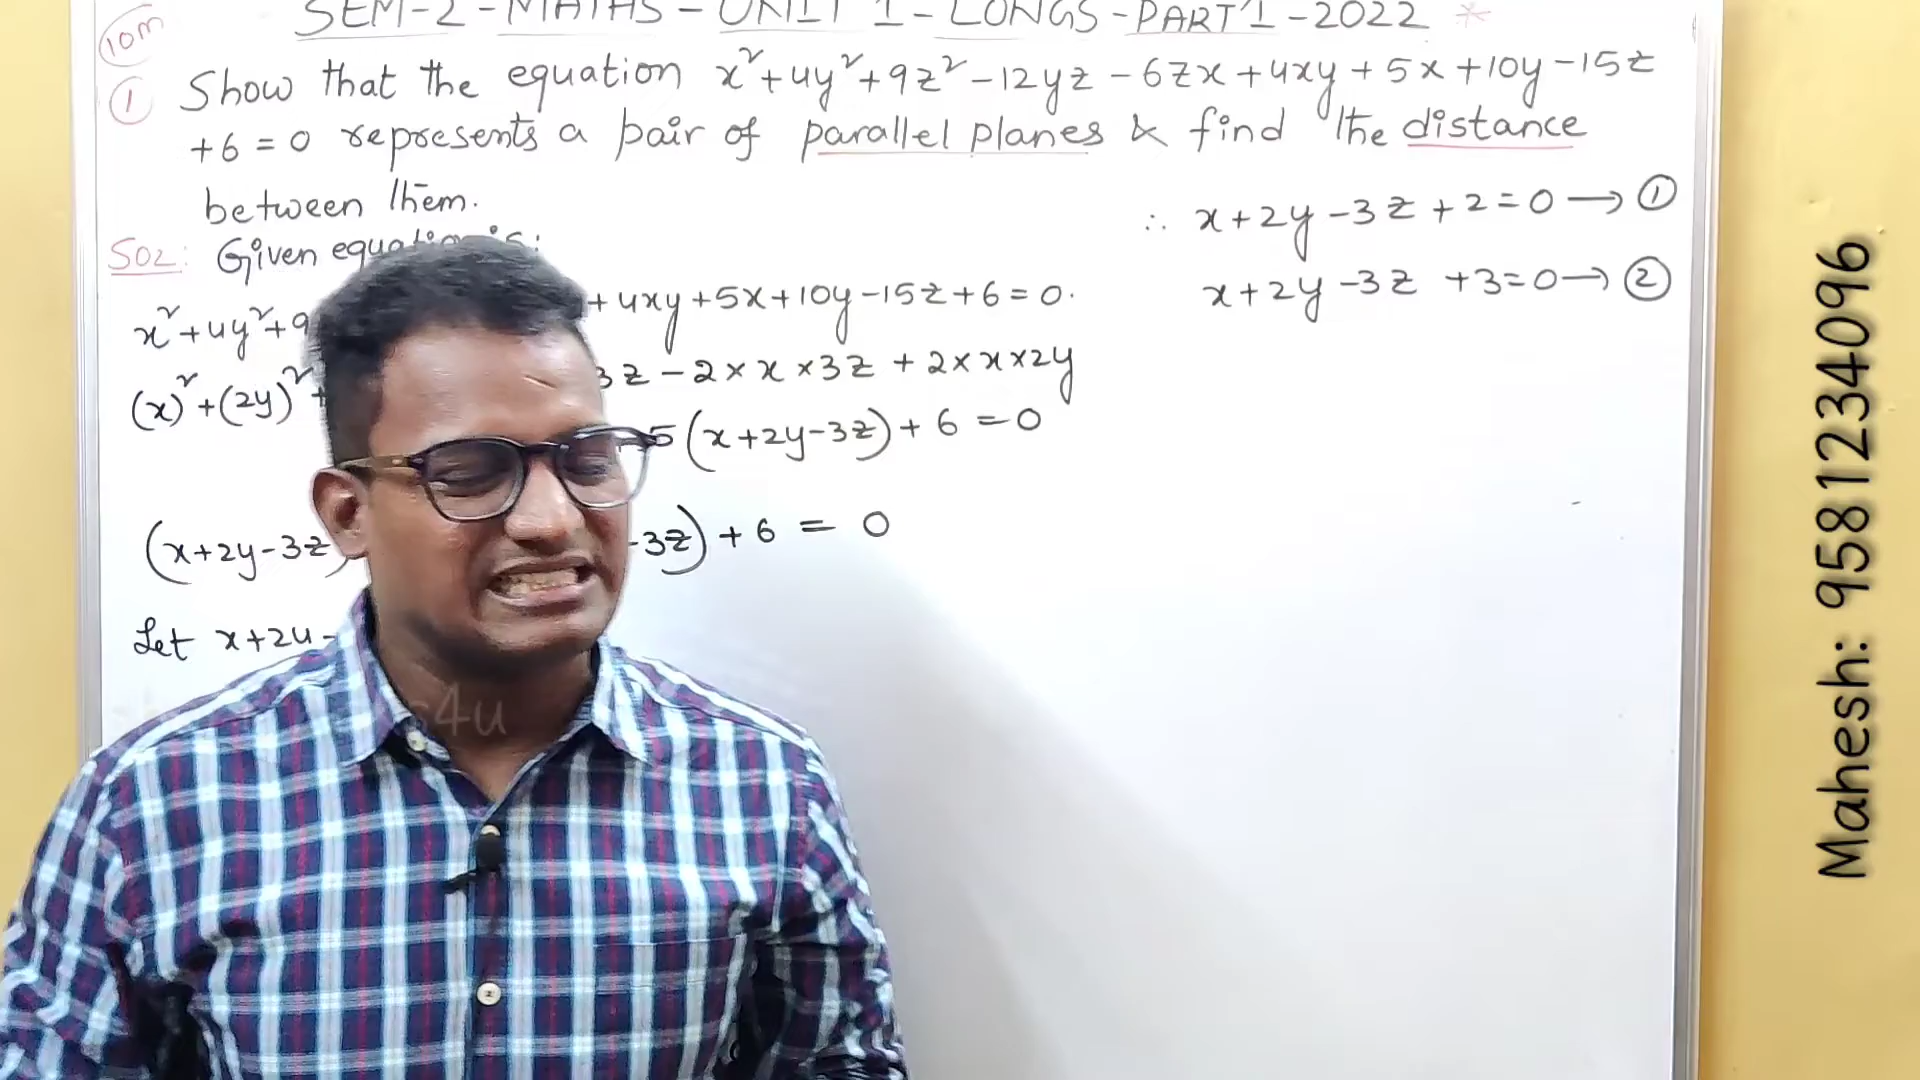 SEM-2-MATHS-UNIT 1-LONGS-PART 1-2022 *
10m
① Show that the equation x²+4y²+9z²-12yz-6zx+4xy+5x+10y-15z
+6=0 represents a pair of parallel planes & find the distance
between them.
Sol: Given equation is:
x²+4y²+9 +4xy+5x+10y-15z+6=0.
(x)²+(2y)²+ 3z-2×x×3z+2×x×2y
5(x+2y-3z)+6=0
(x+2y-3z) -3z)+6=0
Let x+2y-
∴ x+2y-3z+2=0→①
x+2y-3z+3=0→②
s4u
Mahesh: 9581234096